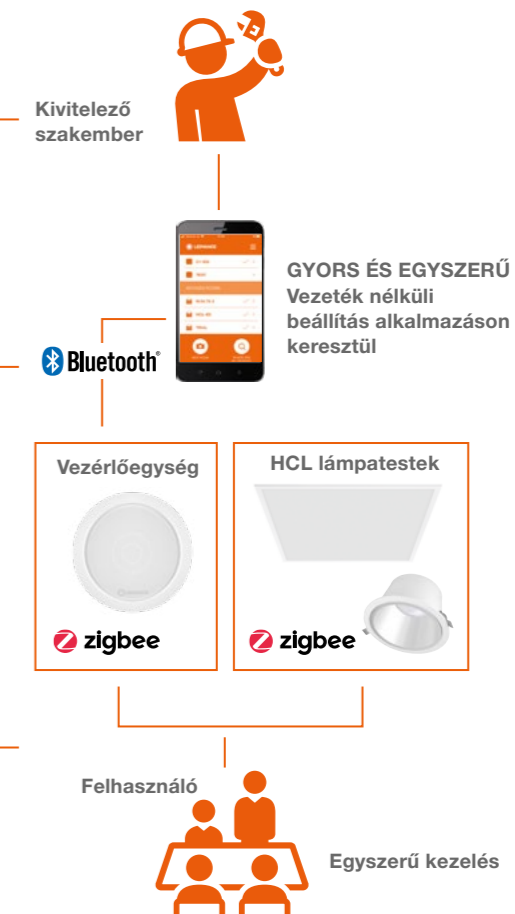 Kivitelező
szakember
LEDVANCE
GYORS ÉS EGYSZERŰ
Vezeték nélküli
beállítás alkalmazáson
keresztül
Bluetooth®
Vezérlőegység
HCL lámpatestek
zigbee
zigbee
Felhasználó
Egyszerű kezelés